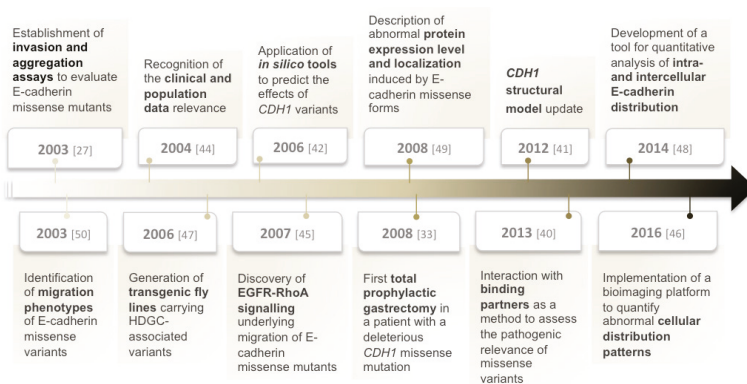 Establishment of
invasion and
aggregation
assays to evaluate
E-cadherin
missense mutants
2003 [27]
Recognition of
the clinical and
population
data relevance
2004 [44]
Application of
in silico tools
to predict the
effects of
CDH1 variants
2006 [42]
Description of
abnormal protein
expression level
and localization
induced by E-
cadherin missense
forms
2008 [49]
CDH1
structural
model update
2012 [41]
Development of a
tool for quantitative
analysis of intra-
and intercellular
E-cadherin
distribution
2014 [48]
2003 [50]
Identification
of migration
phenotypes
of E-cadherin
missense
variants
2006 [47]
Generation of
transgenic fly
lines carrying
HDGC-
associated
variants
2007 [45]
Discovery of
EGFR-RhoA
signalling
underlying
migration of E-
cadherin
missense mutants
2008 [33]
First total
prophylactic
gastrectomy in
a patient with a
deleterious
CDH1 missense
mutation
2013 [40]
Interaction with
binding
partners as a
method to assess
the pathogenic
relevance of
missense
variants
2016 [46]
Implementation of a
bioimaging platform
to quantify
abnormal cellular
distribution
patterns